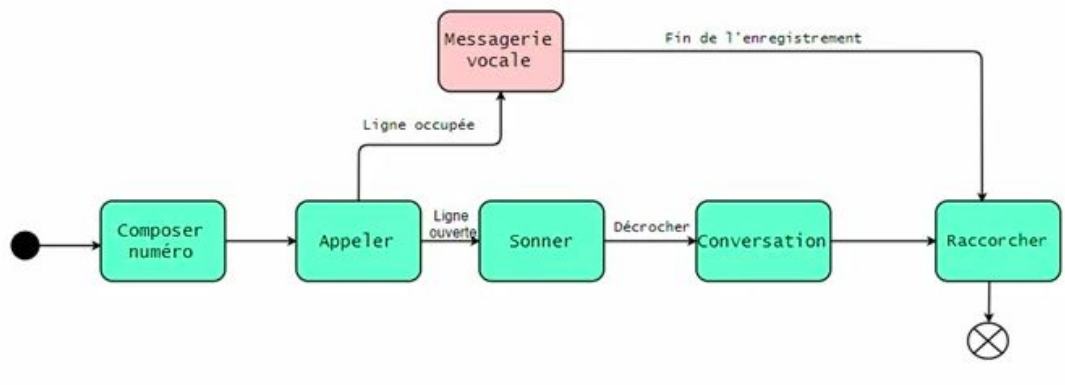 Messagerie
vocale
Fin de l'enregistrement
Ligne occupée
Composer
numéro
Appeler
Ligne
ouverte
Sonner
Décrocher
Conversation
Raccorcher